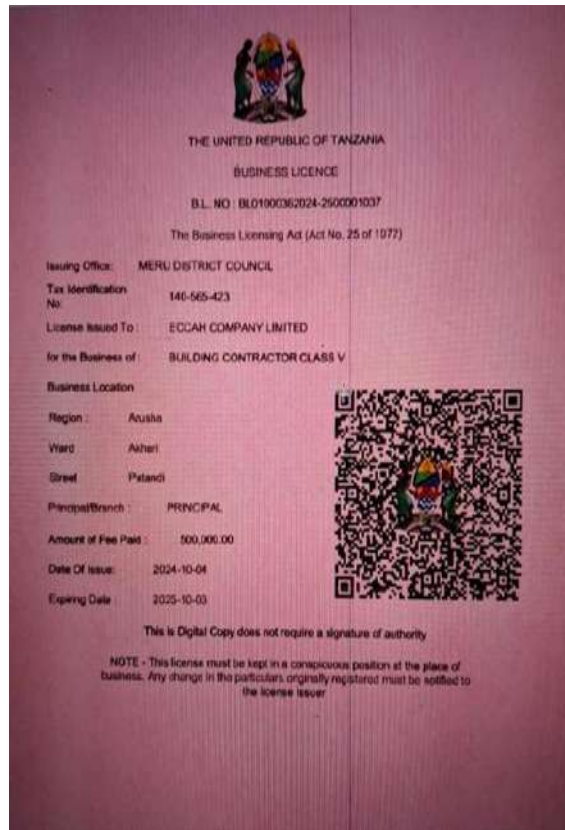 THE UNITED REPUBLIC OF TANZANIA
BUSINESS LICENCE
B.L. NO : BL01000362024-2500001037
The Business Licensing Act (Act No. 25 of 1972)
Issuing Office: MERU DISTRICT COUNCIL
Tax Identification No: 140-565-423
License Issued To : ECCAH COMPANY LIMITED
for the Business of : BUILDING CONTRACTOR CLASS V
Business Location
Region : Arusha
Ward Akheri
Street Patandi
Principal/Branch : PRINCIPAL
Amount of Fee Paid : 500,000.00
Date Of Issue: 2024-10-04
Expiring Date : 2025-10-03
This is Digital Copy does not require a signature of authority
NOTE - This license must be kept in a conspicuous position at the place of
business. Any change in the particulars orginally registered must be notified to
the license issuer